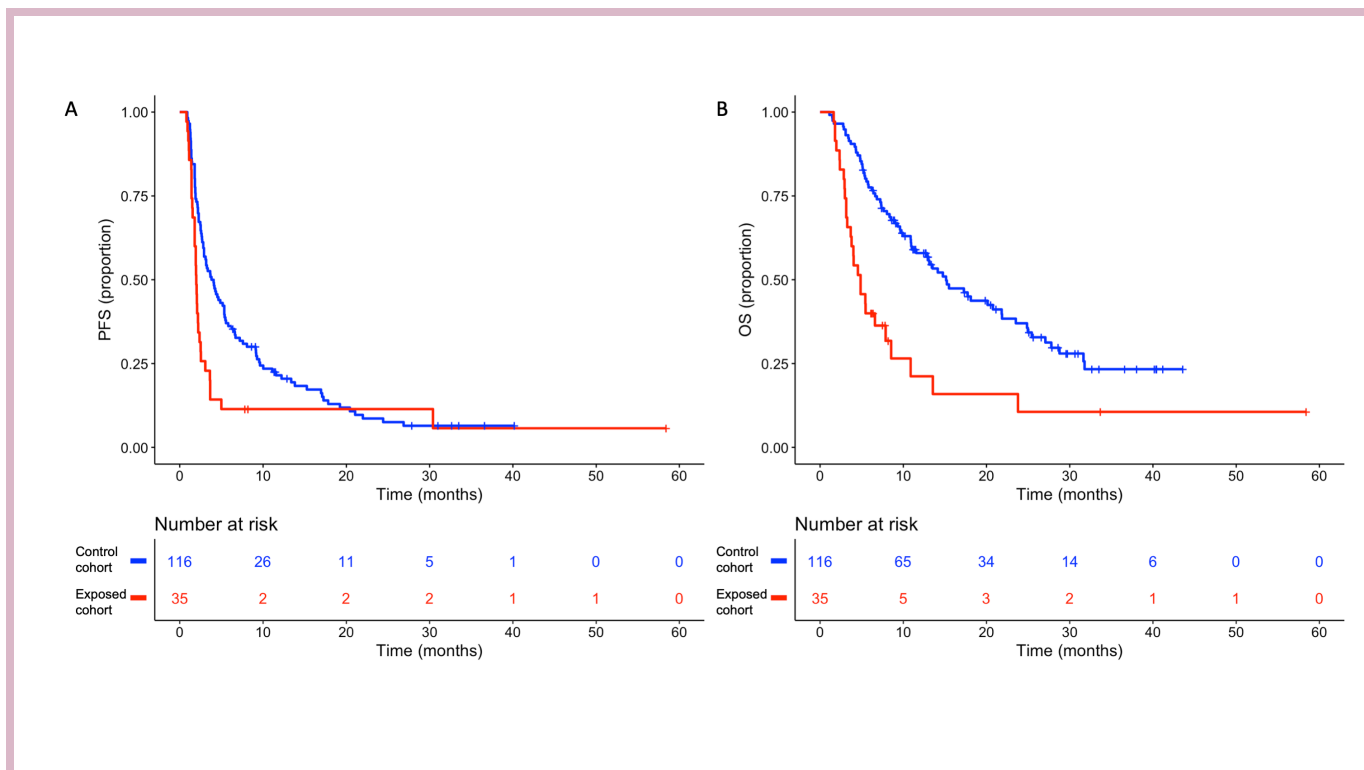 A
PFS (proportion)
1.00
0.75
0.50
0.25
0.00
0 10 20 30 40 50 60
Time (months)
Number at risk
Control cohort 116 26 11 5 1 0 0
Exposed cohort 35 2 2 2 1 1 0
0 10 20 30 40 50 60
Time (months)
B
OS (proportion)
1.00
0.75
0.50
0.25
0.00
0 10 20 30 40 50 60
Time (months)
Number at risk
Control cohort 116 65 34 14 6 0 0
Exposed cohort 35 5 3 2 1 1 0
0 10 20 30 40 50 60
Time (months)